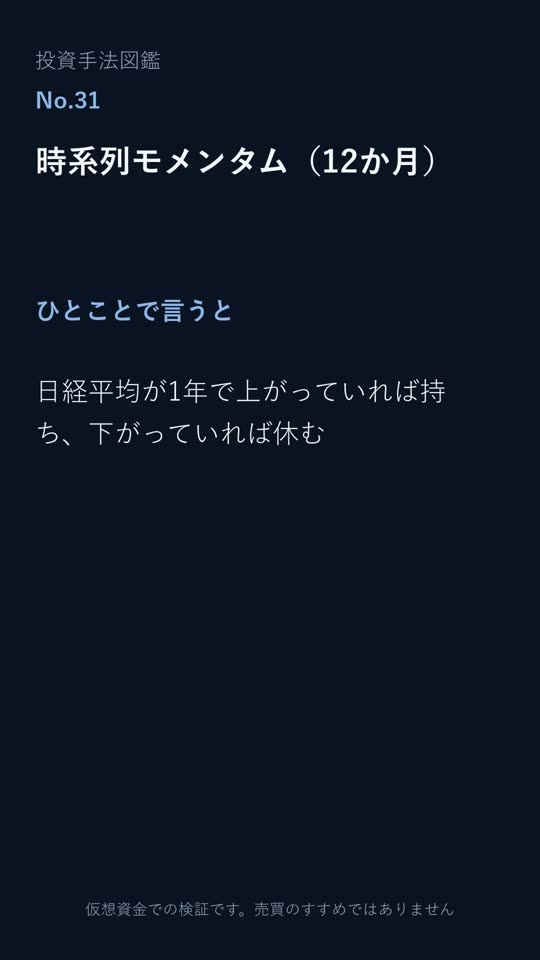 投資手法図鑑
No.31
時系列モメンタム（12か月）
ひとことで言うと
日経平均が1年で上がっていれば持
ち、下がっていれば休む
仮想資金での検証です。売買のすすめではありません